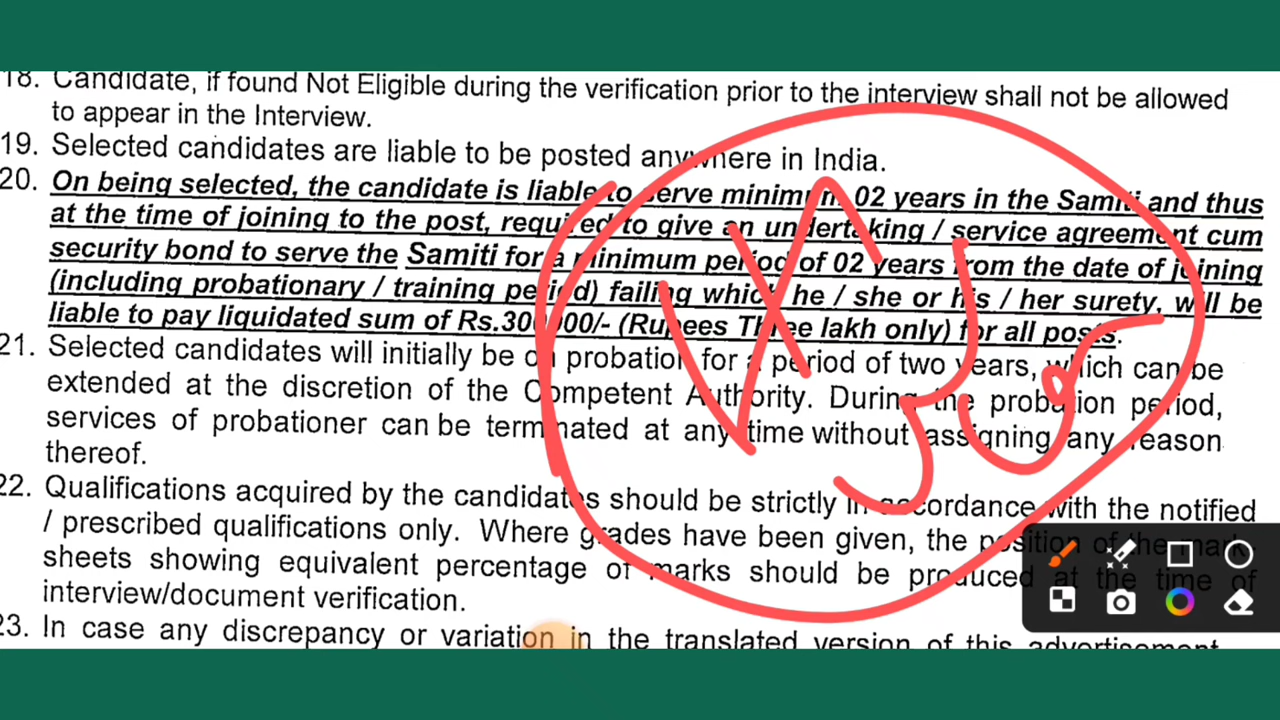 18. Candidate, if found Not Eligible during the verification prior to the interview shall not be allowed
to appear in the Interview.
19. Selected candidates are liable to be posted anywhere in India.
20. On being selected, the candidate is liable to serve minimum 02 years in the Samiti and thus
at the time of joining to the post, required to give an undertaking / service agreement cum
security bond to serve the Samiti for a minimum period of 02 years from the date of joining
(including probationary / training period) failing which he / she or his / her surety, will be
liable to pay liquidated sum of Rs.300000/- (Rupees Three lakh only) for all posts.
21. Selected candidates will initially be on probation for a period of two years, which can be
extended at the discretion of the Competent Authority. During the probation period,
services of probationer can be terminated at any time without assigning any reason
thereof.
22. Qualifications acquired by the candidates should be strictly in accordance with the notified
/ prescribed qualifications only. Where grades have been given, the position of the mark
sheets showing equivalent percentage of marks should be produced at the time of
interview/document verification.
23. In case any discrepancy or variation in the translated version of this advertisement